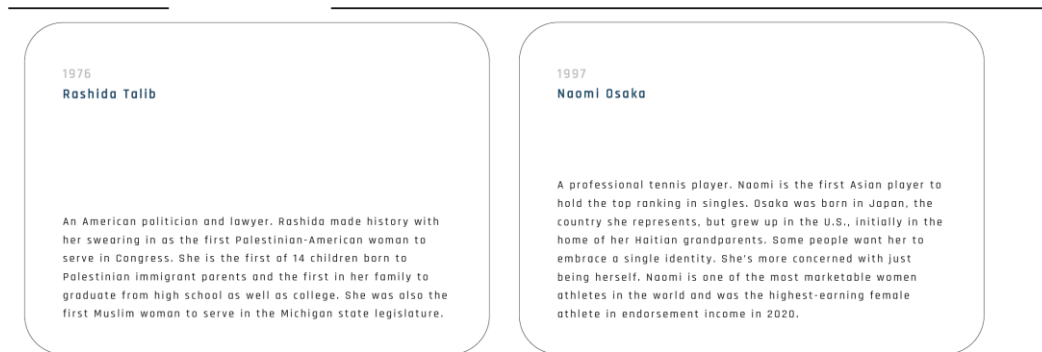 1976
Rashida Talib
An American politician and lawyer. Rashida made history with
her swearing in as the first Palestinian-American woman to
serve in Congress. She is the first of 14 children born to
Palestinian immigrant parents and the first in her family to
graduate from high school as well as college. She was also the
first Muslim woman to serve in the Michigan state legislature.
1997
Naomi Osaka
A professional tennis player. Naomi is the first Asian player to
hold the top ranking in singles. Osaka was born in Japan, the
country she represents, but grew up in the U.S., initially in the
home of her Haitian grandparents. Some people want her to
embrace a single identity. She's more concerned with just
being herself. Naomi is one of the most marketable women
athletes in the world and was the highest-earning female
athlete in endorsement income in 2020.